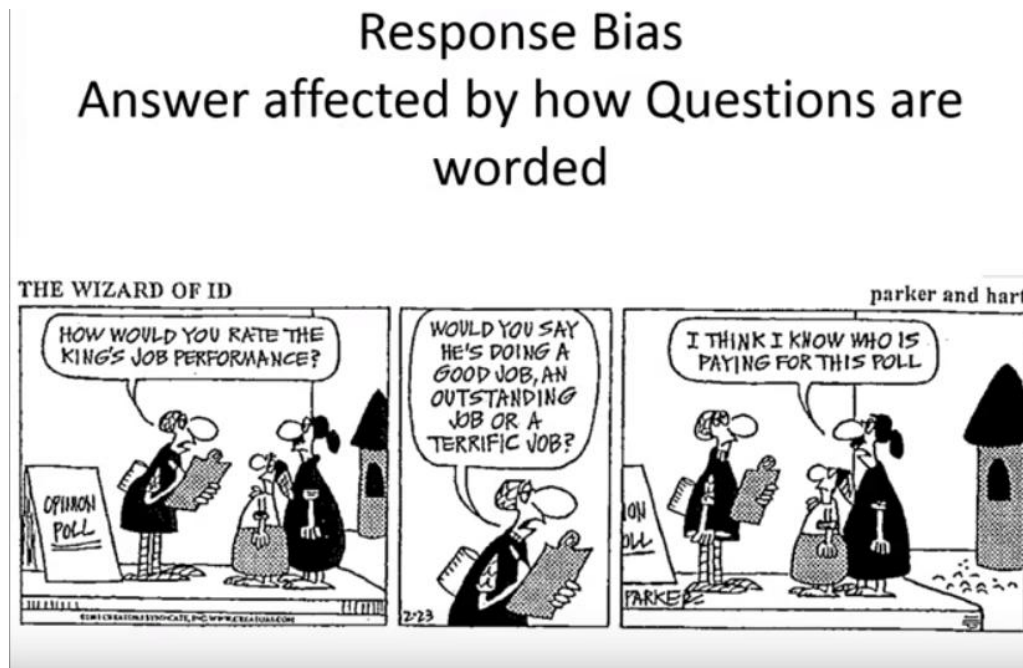 Response Bias
Answer affected by how Questions are
worded
THE WIZARD OF ID
parker and hart
HOW WOULD YOU RATE THE
KING'S JOB PERFORMANCE?
OPINION
POLL
WOULD YOU SAY
HE'S DOING A
GOOD JOB, AN
OUTSTANDING
JOB OR A
TERRIFIC JOB?
2-23
I THINK I KNOW WHO IS
PAYING FOR THIS POLL
ON
OLL
PARKER